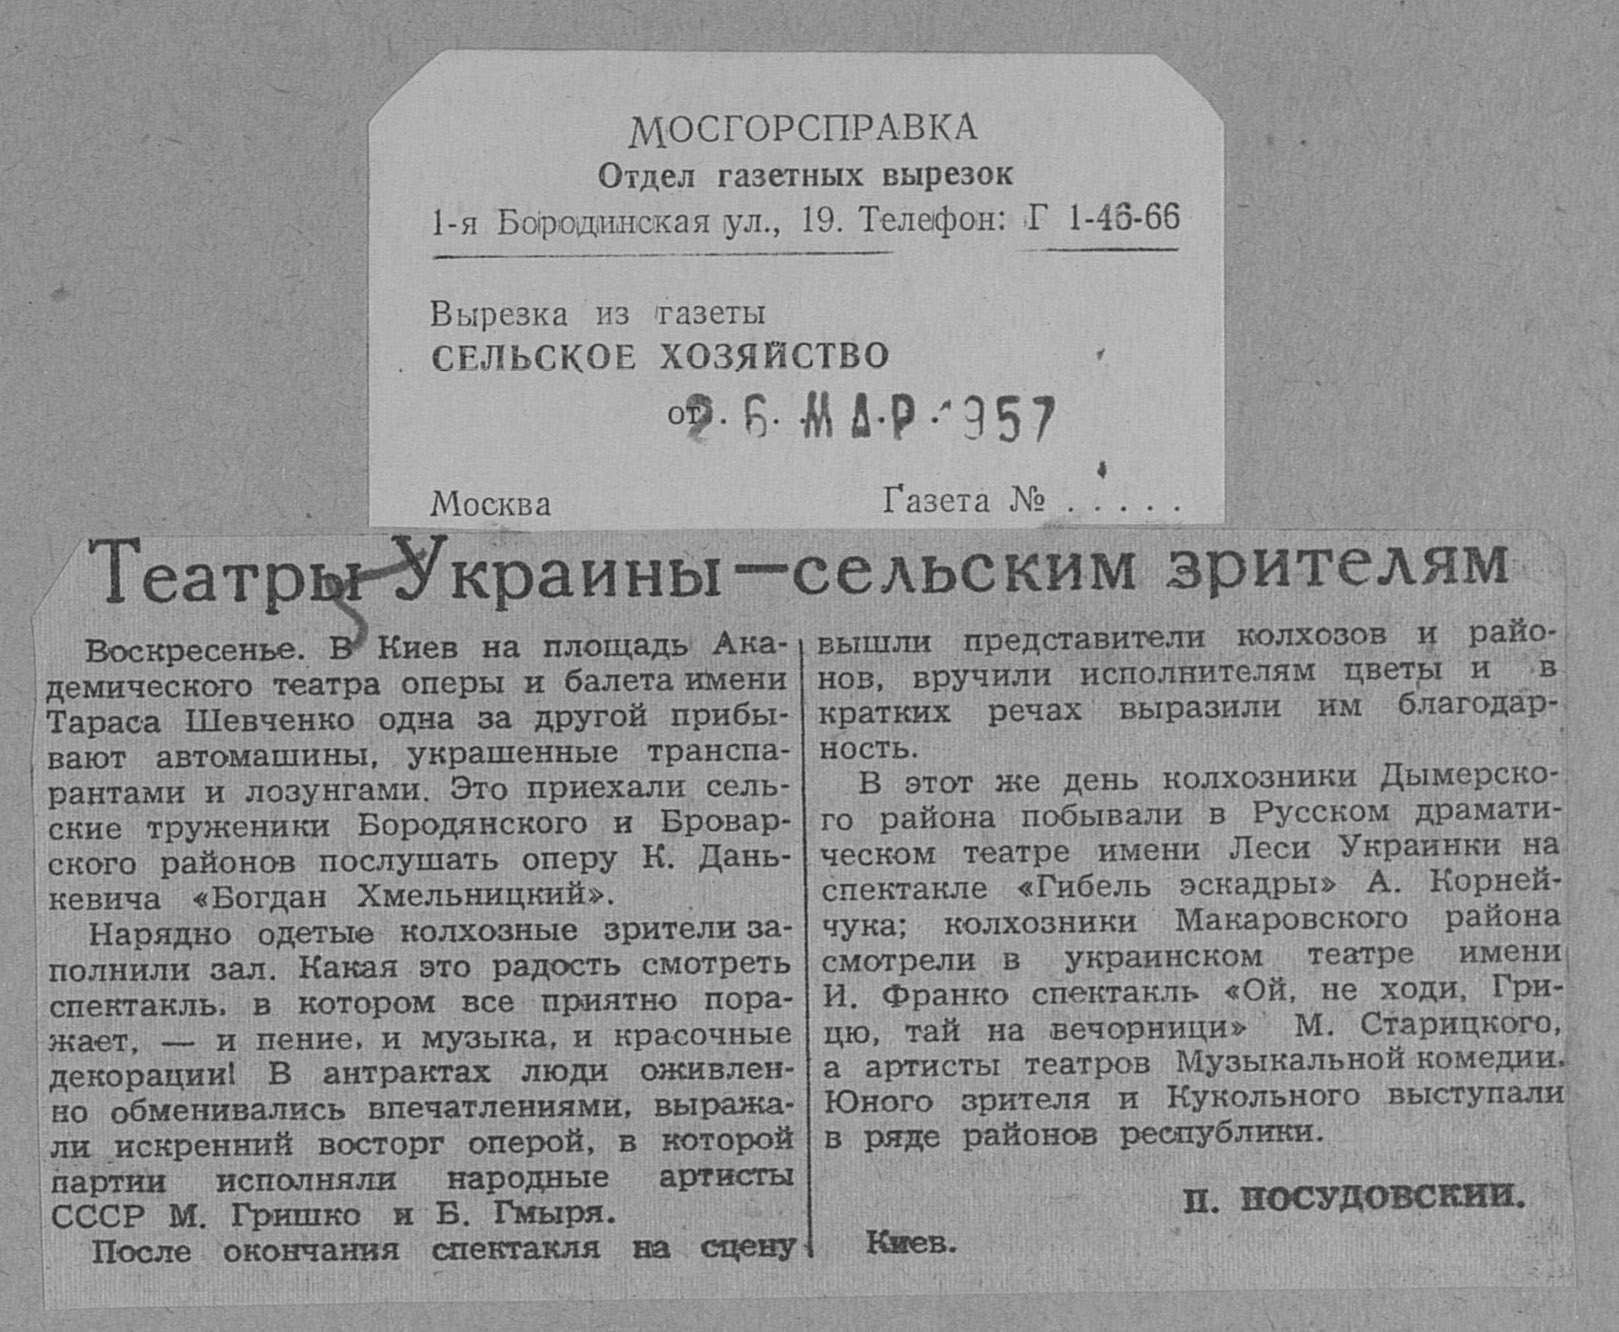 МОСГОРСПРАВКА
Отдел газетных вырезок
1-я Бородинская ул., 19. Телефон: Г 1-46-66
Вырезка из газеты
СЕЛЬСКОЕ ХОЗЯЙСТВО
от 26. МАР. 1957
Москва Газета № . . . . .
Театры Украины—сельским зрителям
Воскресенье. В Киев на площадь Ака-
демического театра оперы и балета имени
Тараса Шевченко одна за другой прибы-
вают автомашины, украшенные транспа-
рантами и лозунгами. Это приехали сель-
ские труженики Бородянского и Бровар-
ского районов послушать оперу К. Дань-
кевича «Богдан Хмельницкий».
Нарядно одетые колхозные зрители за-
полнили зал. Какая это радость смотреть
спектакль, в котором все приятно пора-
жает, — и пение, и музыка, и красочные
декорации! В антрактах люди оживлен-
но обменивались впечатлениями, выража-
ли искренний восторг оперой, в которой
партии исполняли народные артисты
СССР М. Гришко и Б. Гмыря.
После окончания спектакля на сцену
вышли представители колхозов и райо-
нов, вручили исполнителям цветы и в
кратких речах выразили им благодар-
ность.
В этот же день колхозники Дымерско-
го района побывали в Русском драмати-
ческом театре имени Леси Украинки на
спектакле «Гибель эскадры» А. Корней-
чука; колхозники Макаровского района
смотрели в украинском театре имени
И. Франко спектакль «Ой, не ходи, Гри-
цю, тай на вечорници» М. Старицкого,
а артисты театров Музыкальной комедии,
Юного зрителя и Кукольного выступали
в ряде районов республики.
П. ПОСУДОВСКИЙ.
Киев.